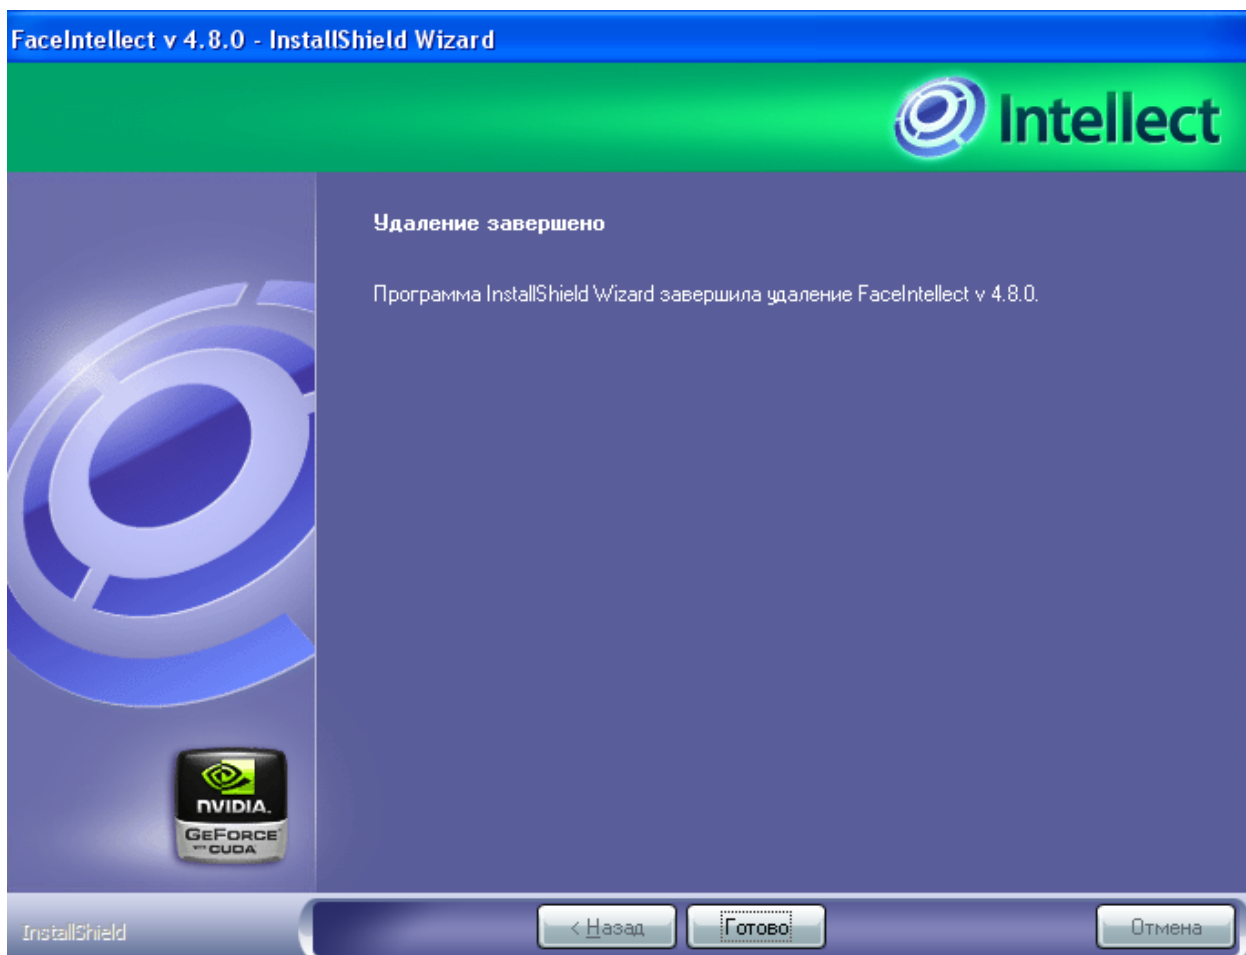 FaceIntellect v 4.8.0 - InstallShield Wizard
Intellect
Удаление завершено
Программа InstallShield Wizard завершила удаление FaceIntellect v 4.8.0.
NVIDIA.
GEFORCE
WITH CUDA
InstallShield
< Назад
Готово
Отмена